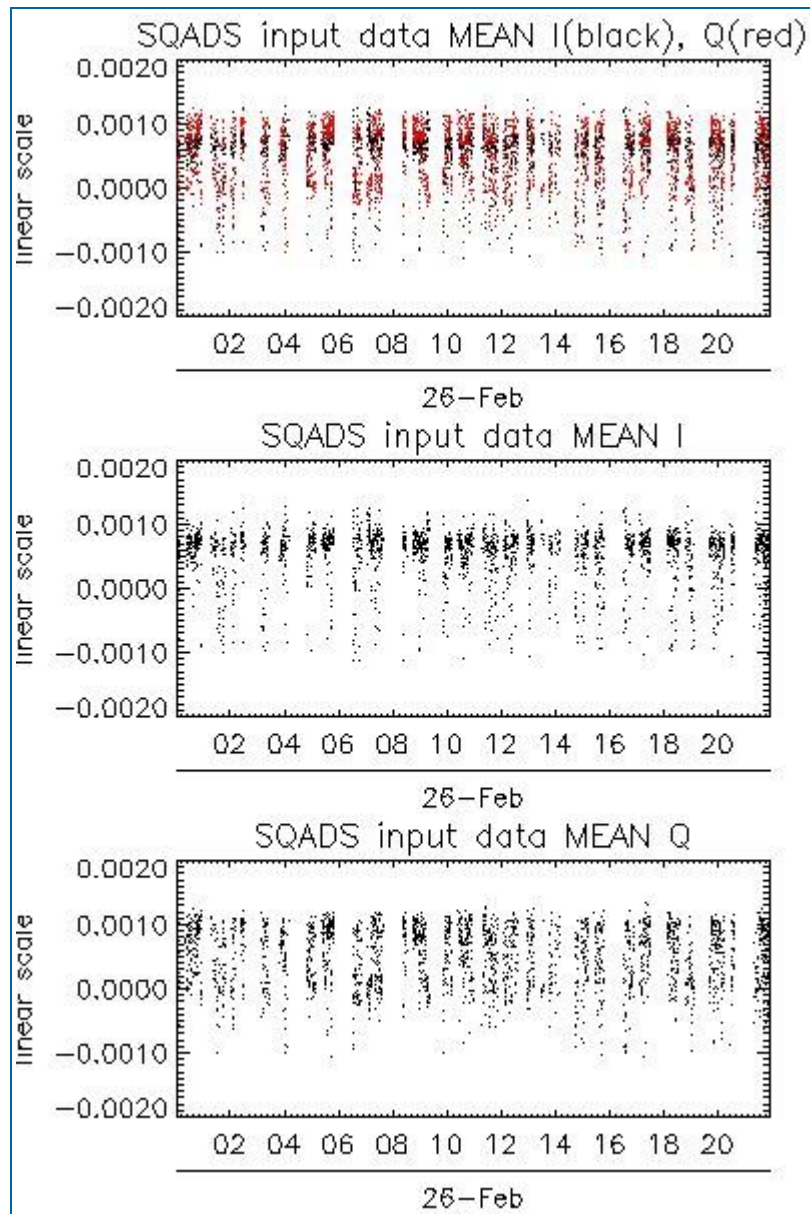 SQADS input data MEAN I(black), Q(red)
0.0020
0.0010
0.0000
−0.0010
−0.0020
linear scale
02 04 06 08 10 12 14 16 18 20
26−Feb
SQADS input data MEAN I
0.0020
0.0010
0.0000
−0.0010
−0.0020
linear scale
02 04 06 08 10 12 14 16 18 20
26−Feb
SQADS input data MEAN Q
0.0020
0.0010
0.0000
−0.0010
−0.0020
linear scale
02 04 06 08 10 12 14 16 18 20
26−Feb